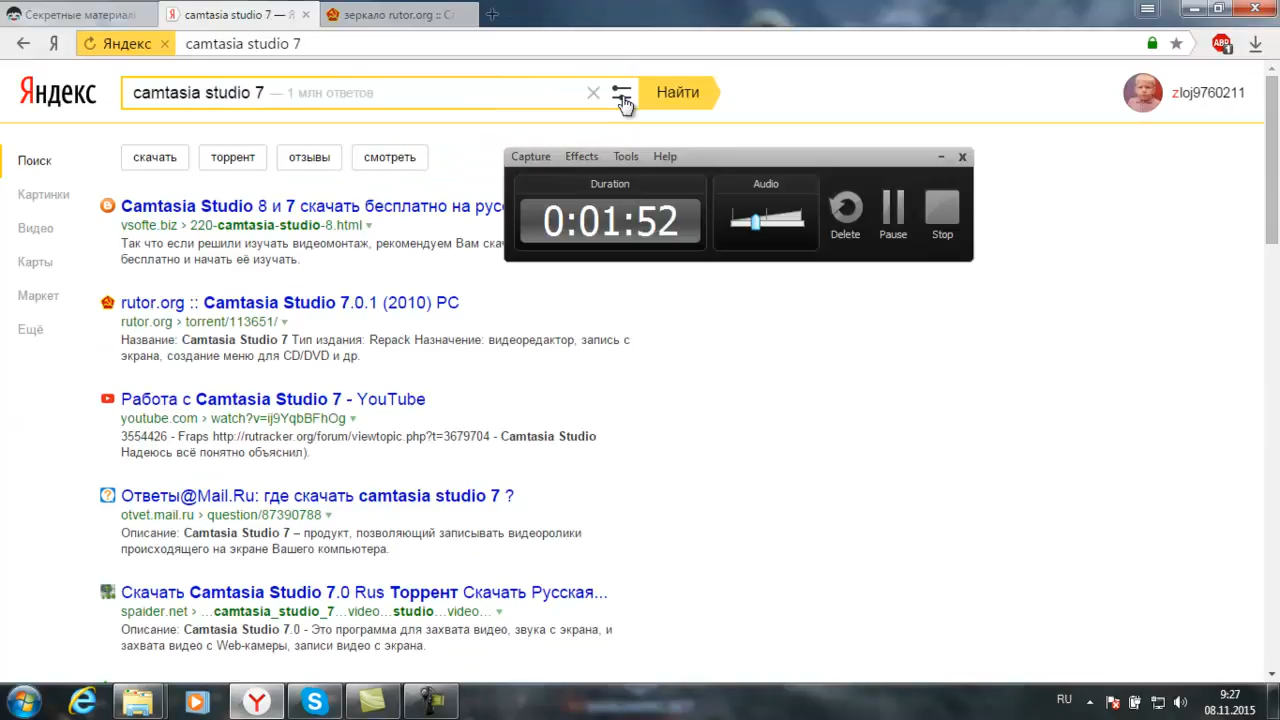 Секретные материал
camtasia studio 7 — Я
зеркало rutor.org :: Ca
Я
Яндекс
camtasia studio 7
ABP
1
Яндекс
camtasia studio 7 — 1 млн ответов
Найти
zloj9760211
Поиск
Картинки
Видео
Карты
Маркет
Ещё
скачать
торрент
отзывы
смотреть
Capture Effects Tools Help
Duration
0:01:52
Audio
Delete
Pause
Stop
Camtasia Studio 8 и 7 скачать бесплатно на русс
vsofte.biz › 220-camtasia-studio-8.html
Так что если решили изучать видеомонтаж, рекомендуем Вам скач
бесплатно и начать её изучать.
rutor.org :: Camtasia Studio 7.0.1 (2010) PC
rutor.org › torrent/113651/
Название: Camtasia Studio 7 Тип издания: Repack Назначение: видеоредактор, запись с
экрана, создание меню для CD/DVD и др.
Работа с Camtasia Studio 7 - YouTube
youtube.com › watch?v=ij9YqbBFhOg
3554426 - Fraps http://rutracker.org/forum/viewtopic.php?t=3679704 - Camtasia Studio
Надеюсь всё понятно объяснил).
Ответы@Mail.Ru: где скачать camtasia studio 7 ?
otvet.mail.ru › question/87390788
Описание: Camtasia Studio 7 – продукт, позволяющий записывать видеоролики
происходящего на экране Вашего компьютера.
Скачать Camtasia Studio 7.0 Rus Торрент Скачать Русская...
spaider.net › ...camtasia_studio_7...video...studio...video...
Описание: Camtasia Studio 7.0 - Это программа для захвата видео, звука с экрана, и
захвата видео с Web-камеры, записи видео с экрана.
RU
9:27
08.11.2015